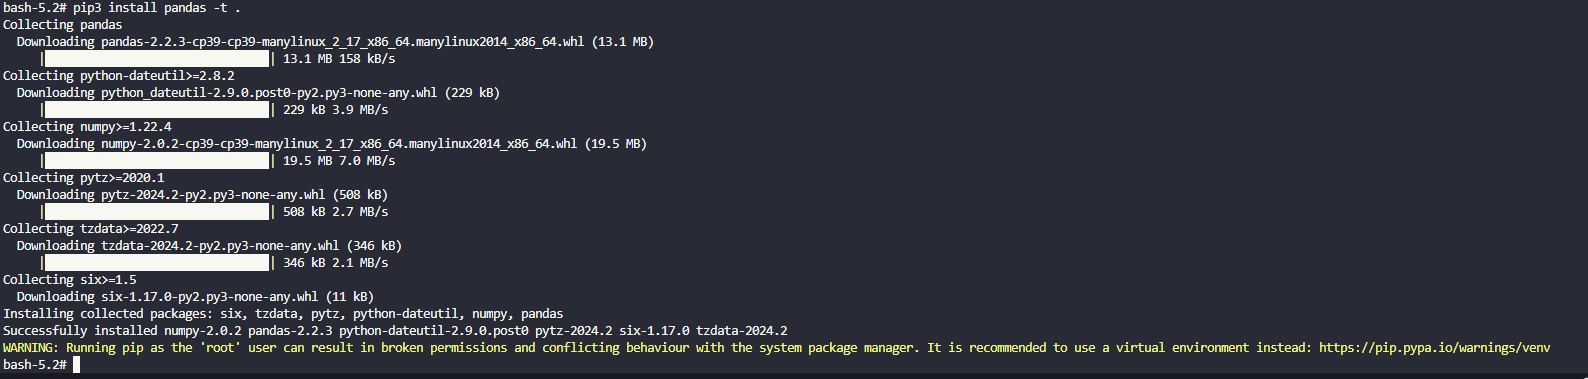 bash-5.2# pip3 install pandas -t .
Collecting pandas
Downloading pandas-2.2.3-cp39-cp39-manylinux_2_17_x86_64.manylinux2014_x86_64.whl (13.1 MB)
| | 13.1 MB 158 kB/s
Collecting python-dateutil>=2.8.2
Downloading python_dateutil-2.9.0.post0-py2.py3-none-any.whl (229 kB)
| | 229 kB 3.9 MB/s
Collecting numpy>=1.22.4
Downloading numpy-2.0.2-cp39-cp39-manylinux_2_17_x86_64.manylinux2014_x86_64.whl (19.5 MB)
| | 19.5 MB 7.0 MB/s
Collecting pytz>=2020.1
Downloading pytz-2024.2-py2.py3-none-any.whl (508 kB)
| | 508 kB 2.7 MB/s
Collecting tzdata>=2022.7
Downloading tzdata-2024.2-py2.py3-none-any.whl (346 kB)
| | 346 kB 2.1 MB/s
Collecting six>=1.5
Downloading six-1.17.0-py2.py3-none-any.whl (11 kB)
Installing collected packages: six, tzdata, pytz, python-dateutil, numpy, pandas
Successfully installed numpy-2.0.2 pandas-2.2.3 python-dateutil-2.9.0.post0 pytz-2024.2 six-1.17.0 tzdata-2024.2
WARNING: Running pip as the 'root' user can result in broken permissions and conflicting behaviour with the system package manager. It is recommended to use a virtual environment instead: https://pip.pypa.io/warnings/venv
bash-5.2#